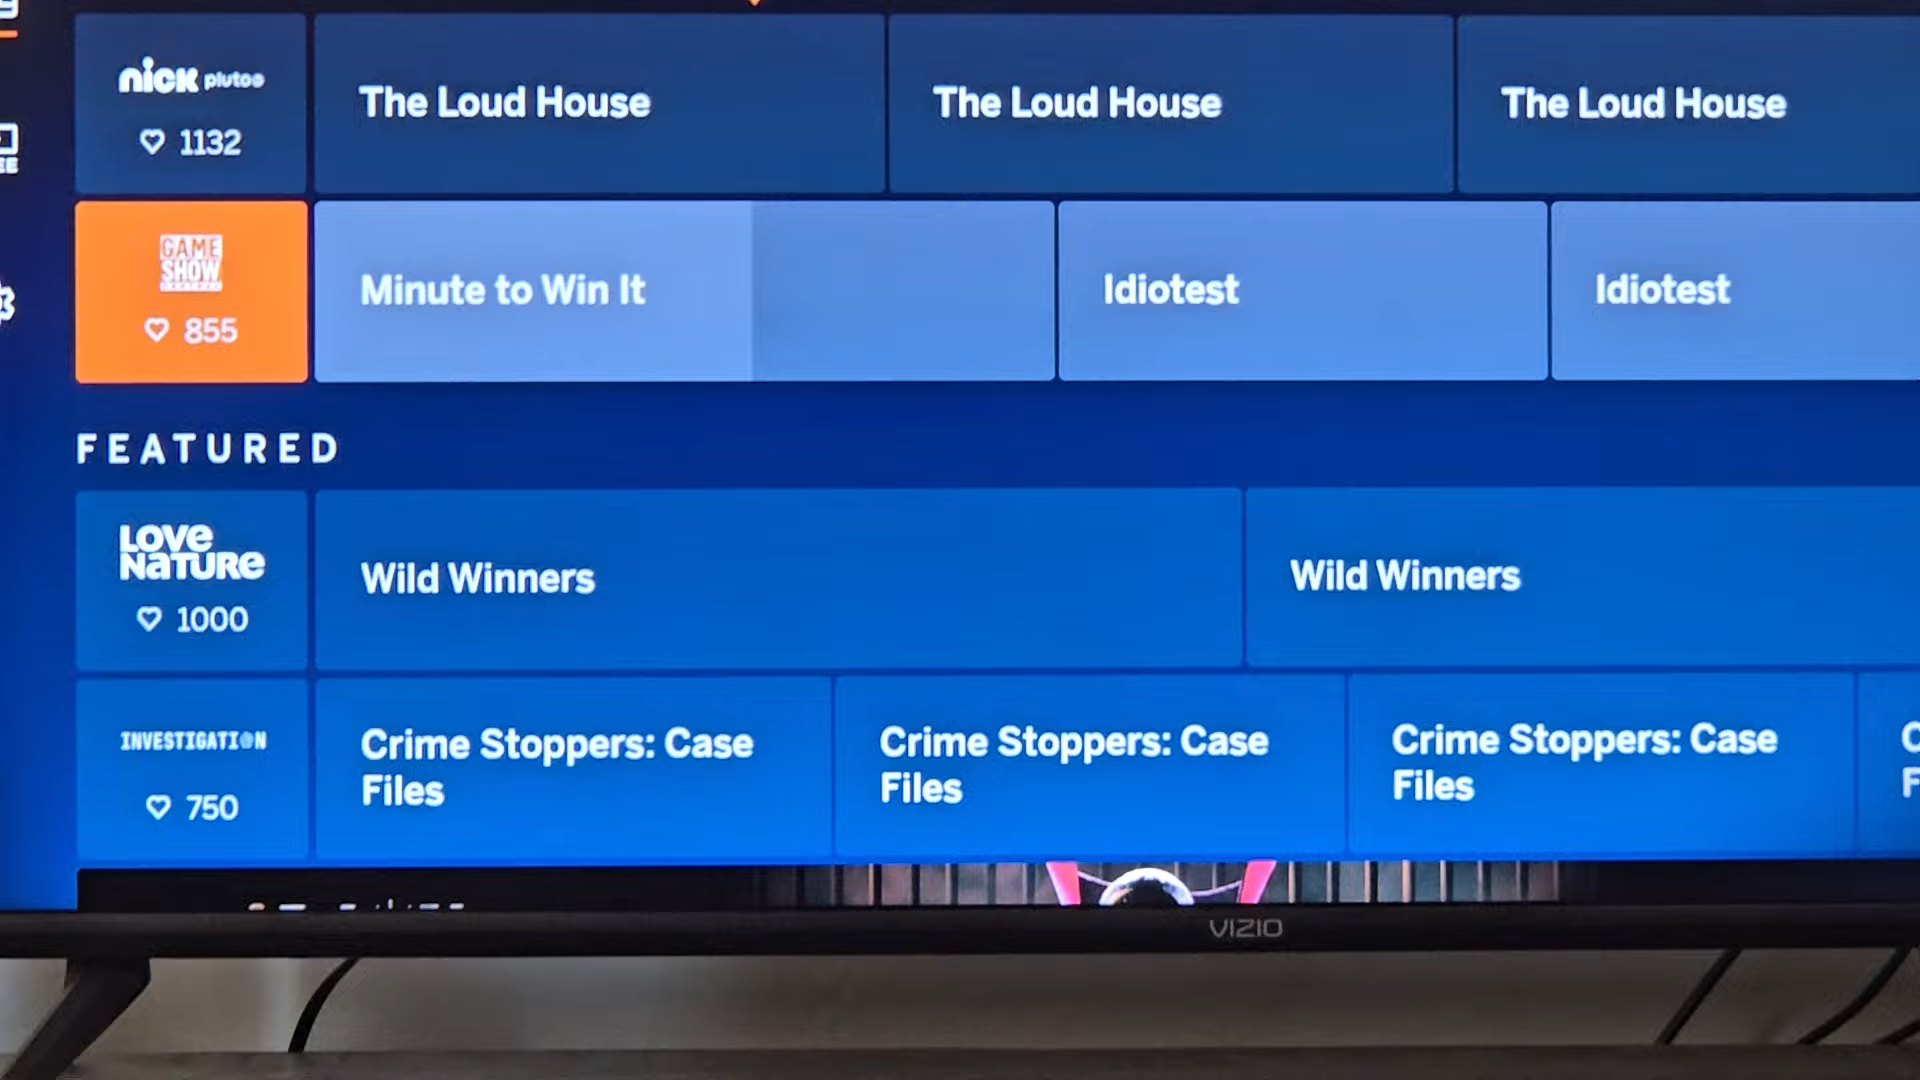 nick pluto tv
1132
The Loud House
The Loud House
The Loud House
GAME
SHOW
CENTRAL
855
Minute to Win It
Idiotest
Idiotest
FEATURED
LOVE
NATURE
1000
Wild Winners
Wild Winners
INVESTIGATION
750
Crime Stoppers: Case
Files
Crime Stoppers: Case
Files
Crime Stoppers: Case
Files
VIZIO